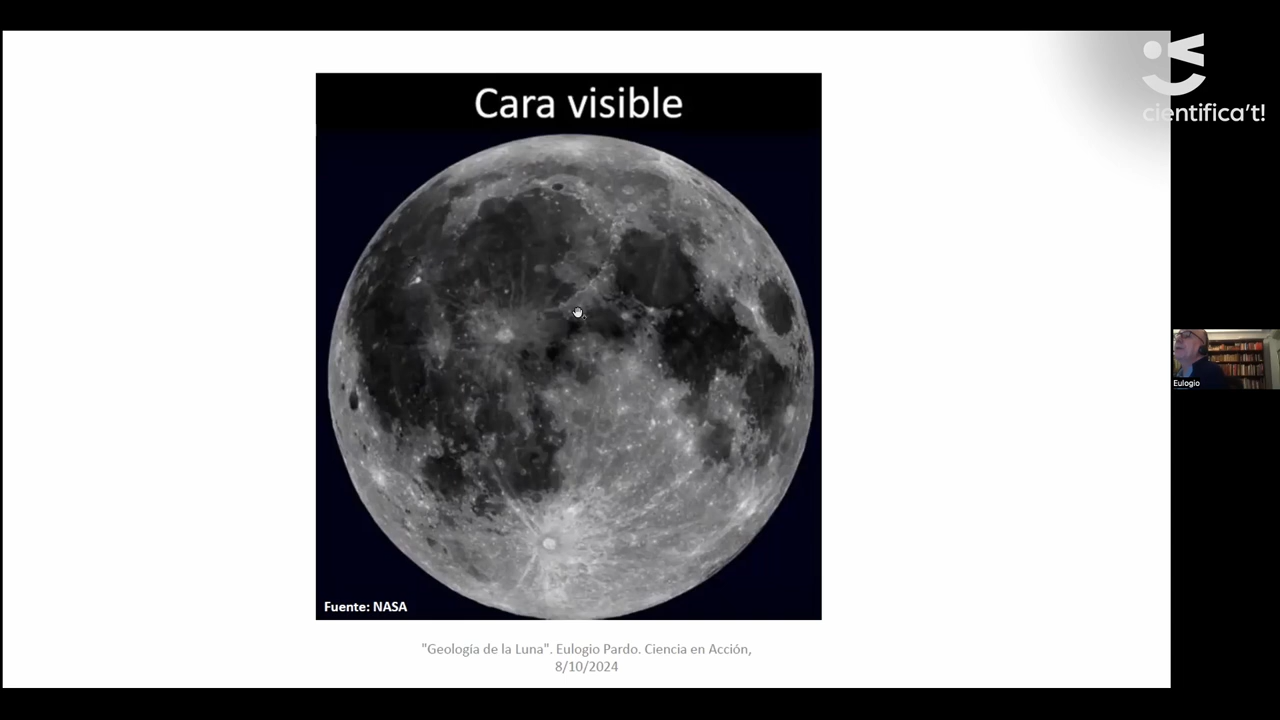 Cara visible
cientifica't!
Eulogio
Fuente: NASA
"Geología de la Luna". Eulogio Pardo. Ciencia en Acción,
8/10/2024